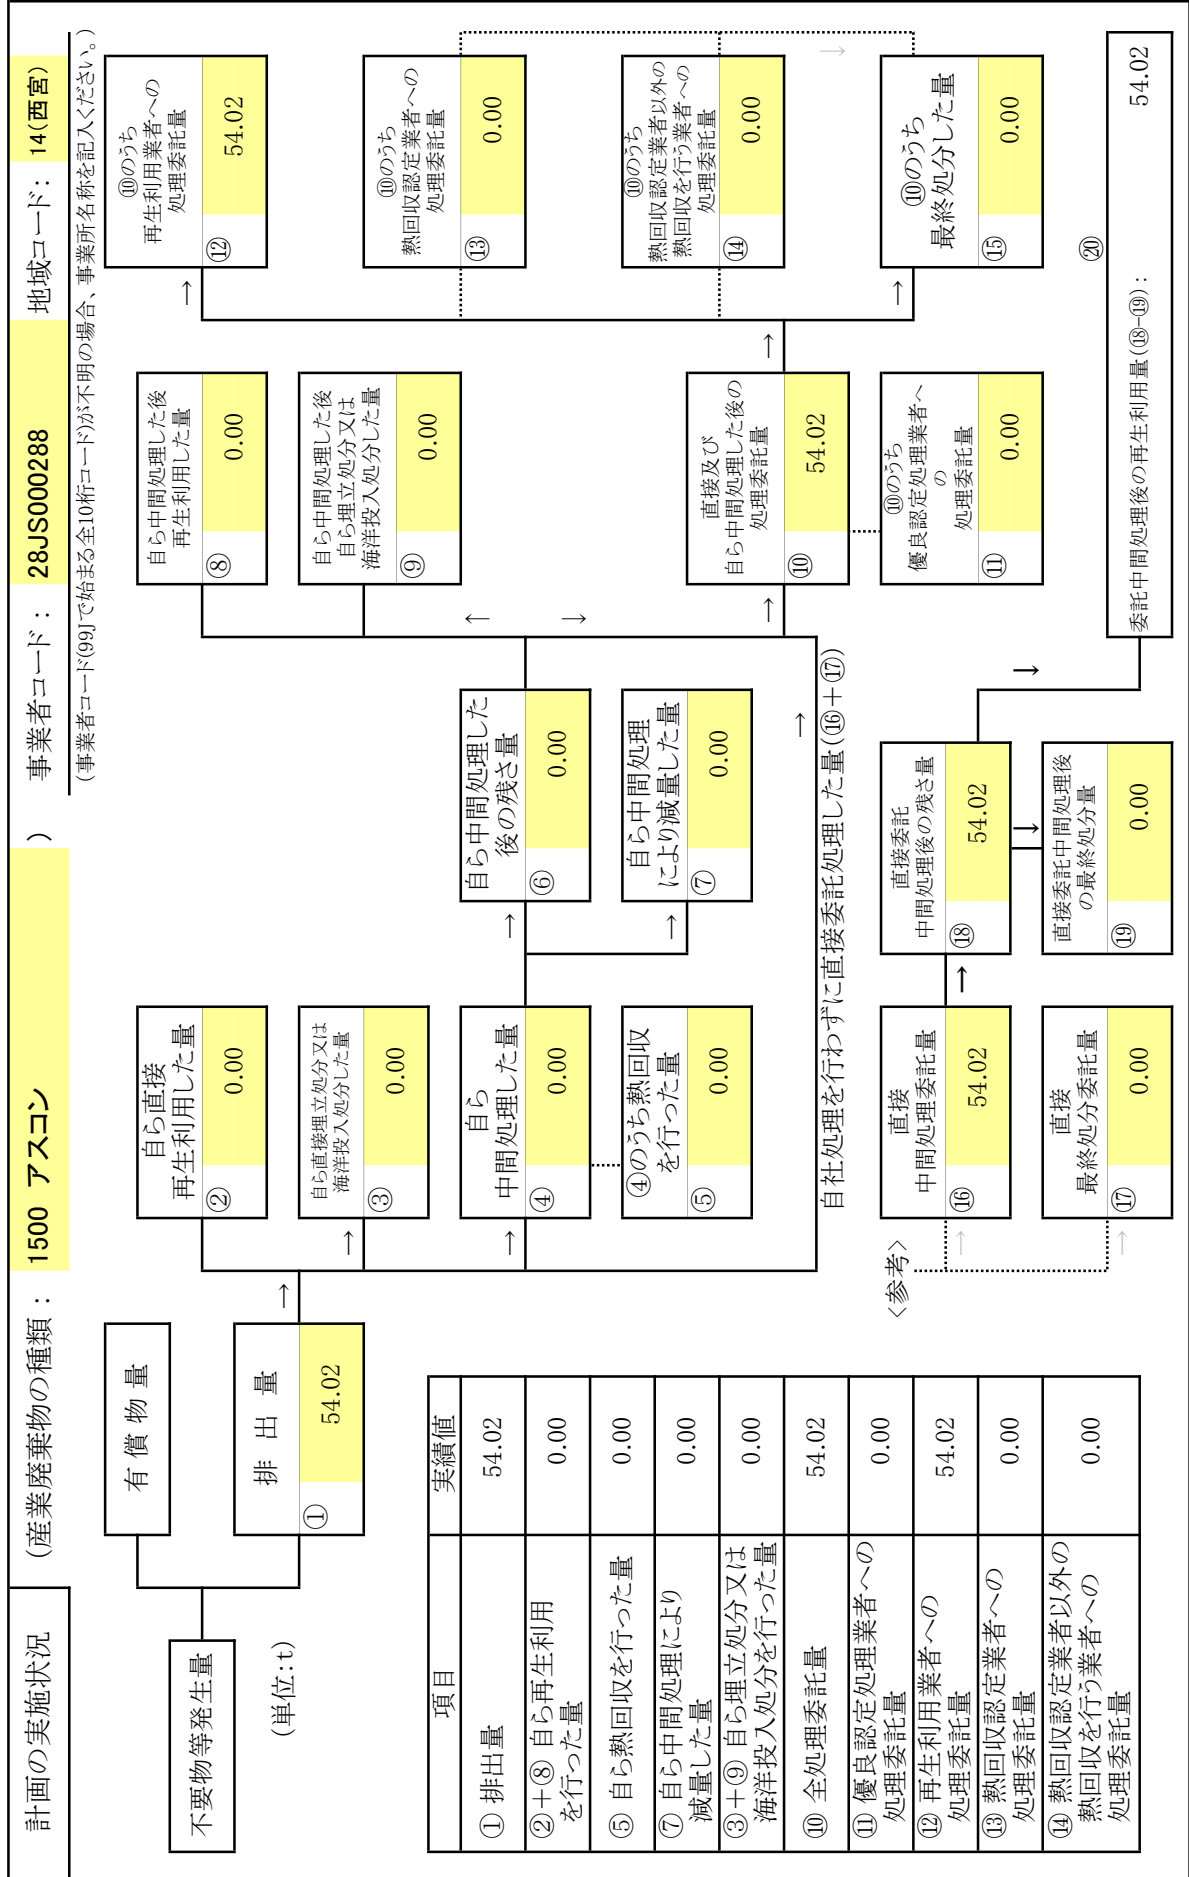 計画の実施状況
(産業廃棄物の種類 : 1500 アスコン )
事業者コード : 28JS000288 地域コード : 14(西宮)
(事業者コード(99Jで始まる全10桁コード)が不明の場合、事業所名称を記入ください。)
不要物等発生量
(単位:t)
有 償 物 量
排 出 量
① 54.02
→
自ら直接
再生利用した量
② 0.00
→
自ら直接埋立処分又は
海洋投入処分した量
③ 0.00
→
自ら
中間処理した量
④ 0.00
④のうち熱回収
を行った量
⑤ 0.00
→
自ら中間処理した
後の残さ量
⑥ 0.00
→
自ら中間処理
により減量した量
⑦ 0.00
↑
↓
自ら中間処理した後
再生利用した量
⑧ 0.00
自ら中間処理した後
自ら埋立処分又は
海洋投入処分した量
⑨ 0.00
→
自社処理を行わずに直接委託処理した量(⑯+⑰)
→
直接及び
自ら中間処理した後の
処理委託量
⑩ 54.02
⑩のうち
優良認定処理業者へ
の
処理委託量
⑪ 0.00
→
→
⑩のうち
再生利用業者への
処理委託量
⑫ 54.02
⑩のうち
熱回収認定業者への
処理委託量
⑬ 0.00
⑩のうち
熱回収認定業者以外の
熱回収を行う業者への
処理委託量
⑭ 0.00
↓
→
⑩のうち
最終処分した量
⑮ 0.00
<参考>
→
直接
中間処理委託量
⑯ 54.02
→
直接
最終処分委託量
⑰ 0.00
→
直接委託
中間処理後の残さ量
⑱ 54.02
↓
直接委託中間処理後
の最終処分量
⑲ 0.00
↓
⑳
委託中間処理後の再生利用量(⑱-⑲) : 54.02
項目 実績値
① 排出量 54.02
②+⑧ 自ら再生利用
を行った量 0.00
⑤ 自ら熱回収を行った量 0.00
⑦ 自ら中間処理により
減量した量 0.00
③+⑨ 自ら埋立処分又は
海洋投入処分を行った量 0.00
⑩ 全処理委託量 54.02
⑪ 優良認定処理業者への
処理委託量 0.00
⑫ 再生利用業者への
処理委託量 54.02
⑬ 熱回収認定業者への
処理委託量 0.00
⑭ 熱回収認定業者以外の
熱回収を行う業者への
処理委託量 0.00